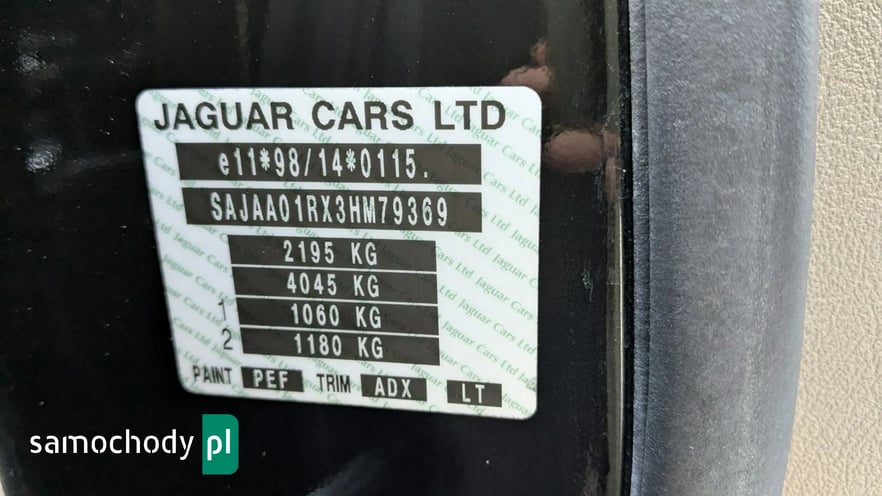 JAGUAR CARS LTD
e11*98/14*0115.
SAJAA01RX3HM79369
2195 KG
4045 KG
1 1060 KG
2 1180 KG
PAINT PEF TRIM ADX LT
samochody pl